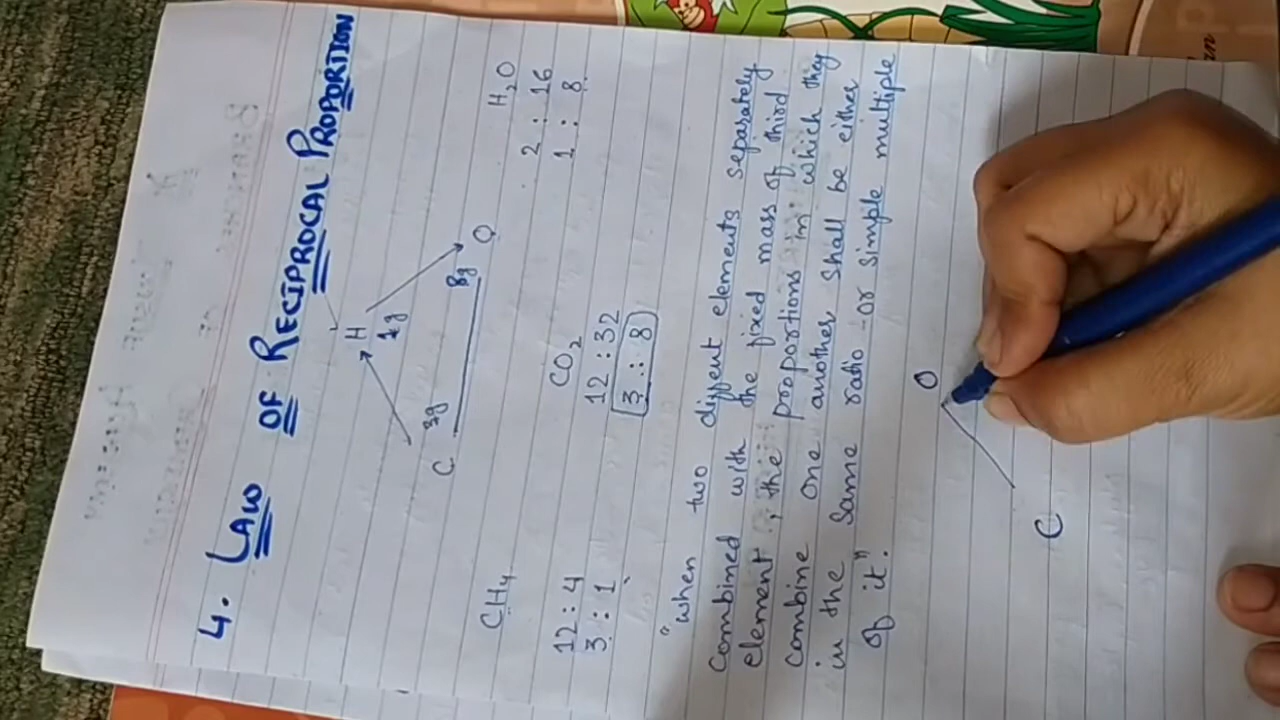 4. LAW OF RECIPROCAL PROPORITION
H
1g
C 3g 8g O
CH4 H2O
12 : 4 CO2 2 : 16
3 : 1 12 : 32 1 : 8
3 : 8
"when two diffent elements separately
Combined with the fixed mass of third
element, the proportions in which they
combine one another shall be either
in the same ratio or simple multiple
of it".
O
C